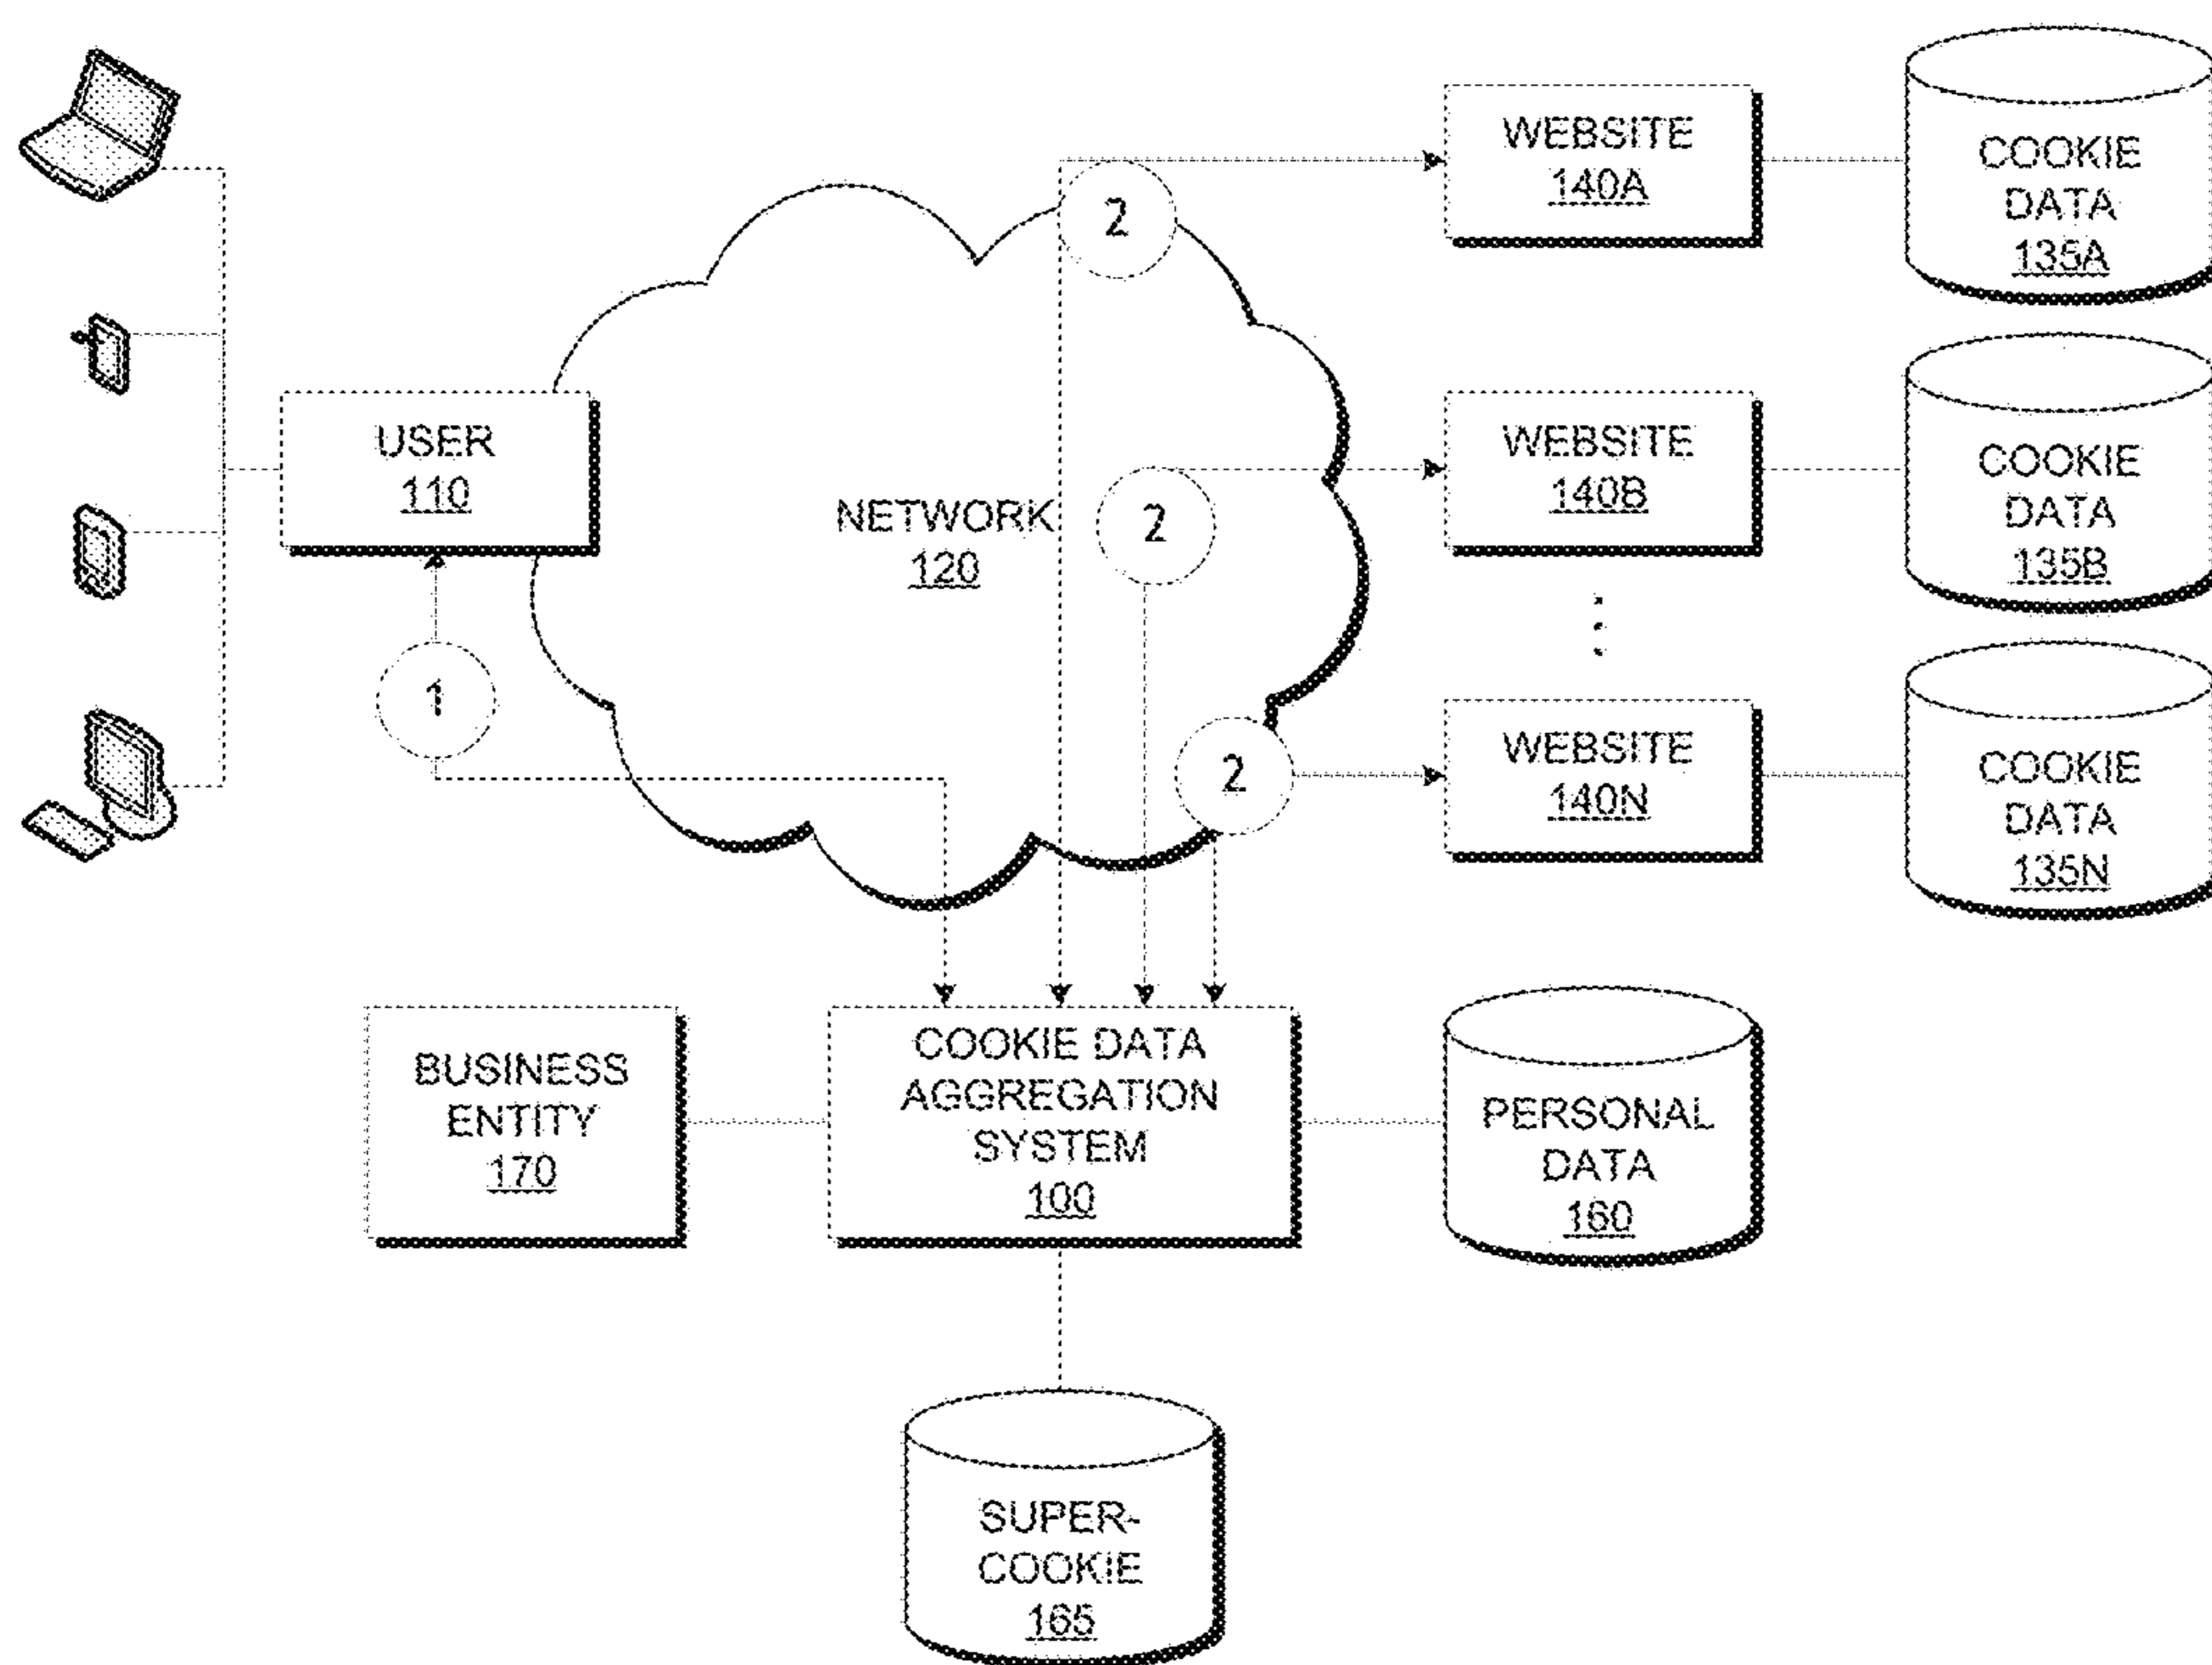 WEBSITE
140A
COOKIE
DATA
135A
2
USER
110
NETWORK
120
2
WEBSITE
140B
COOKIE
DATA
135B
1
2
WEBSITE
140N
COOKIE
DATA
135N
BUSINESS
ENTITY
170
COOKIE DATA
AGGREGATION
SYSTEM
100
PERSONAL
DATA
160
SUPER-
COOKIE
165